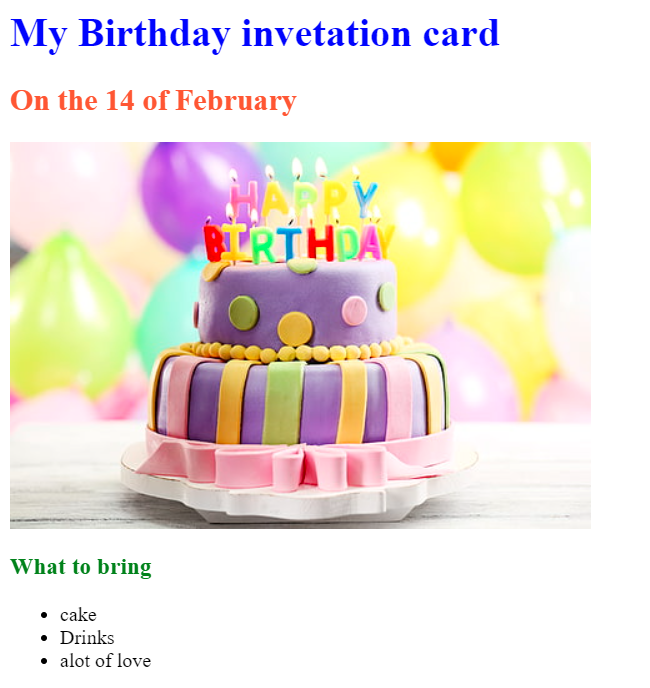 My Birthday invetation card
On the 14 of February
HAPPY
BIRTHDAY
What to bring
cake
Drinks
alot of love